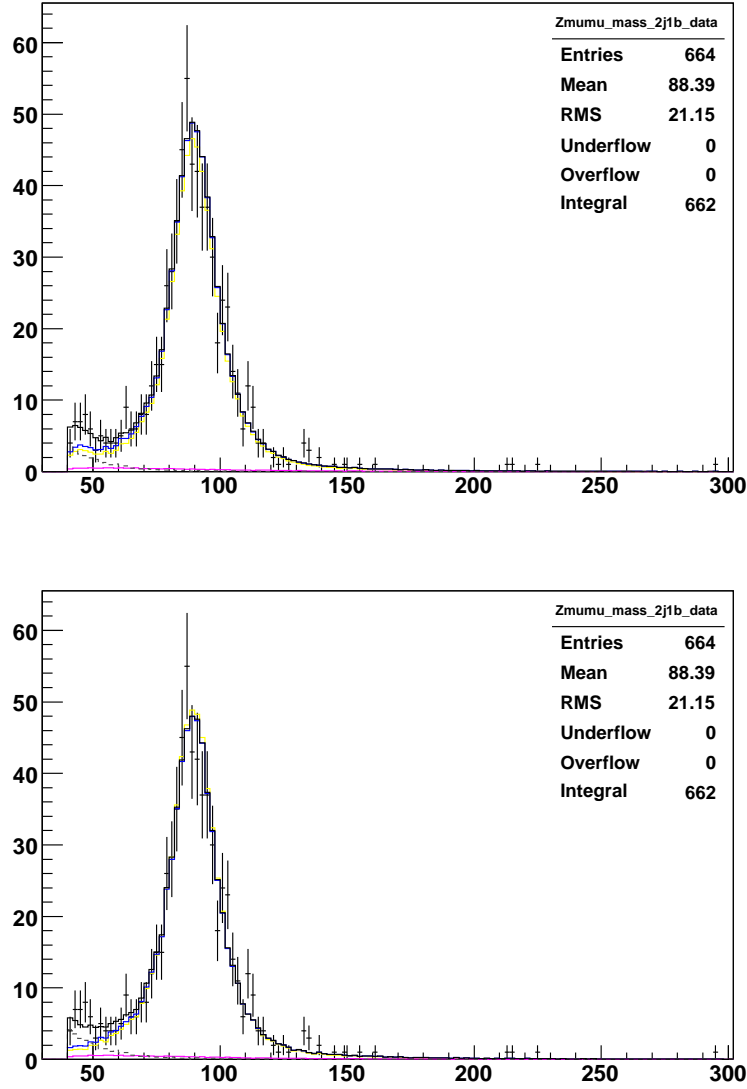 Zmumu_mass_2j1b_data
Entries 664
Mean 88.39
RMS 21.15
Underflow 0
Overflow 0
Integral 662
60
50
40
30
20
10
0
50 100 150 200 250 300
Zmumu_mass_2j1b_data
Entries 664
Mean 88.39
RMS 21.15
Underflow 0
Overflow 0
Integral 662
60
50
40
30
20
10
0
50 100 150 200 250 300